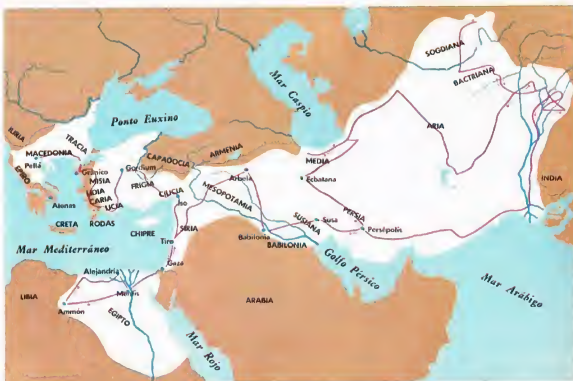 SOGDIANA
BACTRIANA
Mar Caspio
Ponto Euxino
ILIRIA
TRACIA
MACEDONIA
Pella
EPIRO
Gránico
MISIA
LIDIA
CARIA
LICIA
Gordium
FRIGIA
CAPADOCIA
ARMENIA
CILICIA
Iso
Atenas
CRETA
RODAS
CHIPRE
Mar Mediterráneo
SIRIA
Tiro
Gaza
MESOPOTAMIA
Arbela
MEDIA
Ecbatana
ARIA
INDIA
SUSIANA
Susa
PERSIA
Persépolis
Babilonia
BABILONIA
Golfo Pérsico
Alejandría
Menfis
LIBIA
Ammón
EGIPTO
Mar Rojo
ARABIA
Mar Arábigo